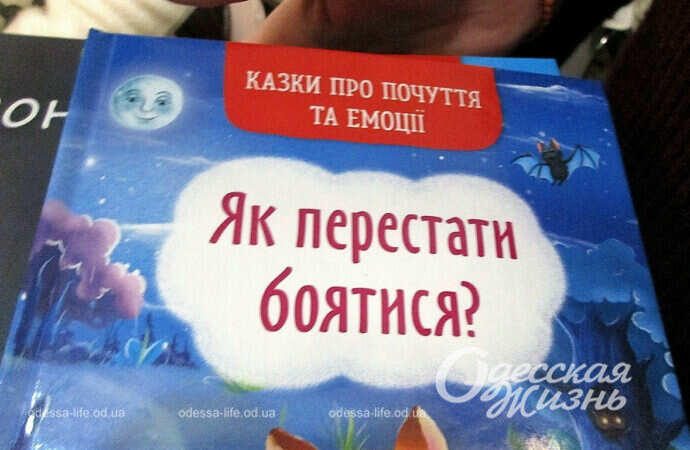 КАЗКИ ПРО ПОЧУТТЯ
ТА ЕМОЦІЇ
ОН
Як перестати
боятися?
Одесская
Жизнь
odessa-life.od.ua odessa-life.od.ua odessa-life.od.ua odessa-life.od.ua